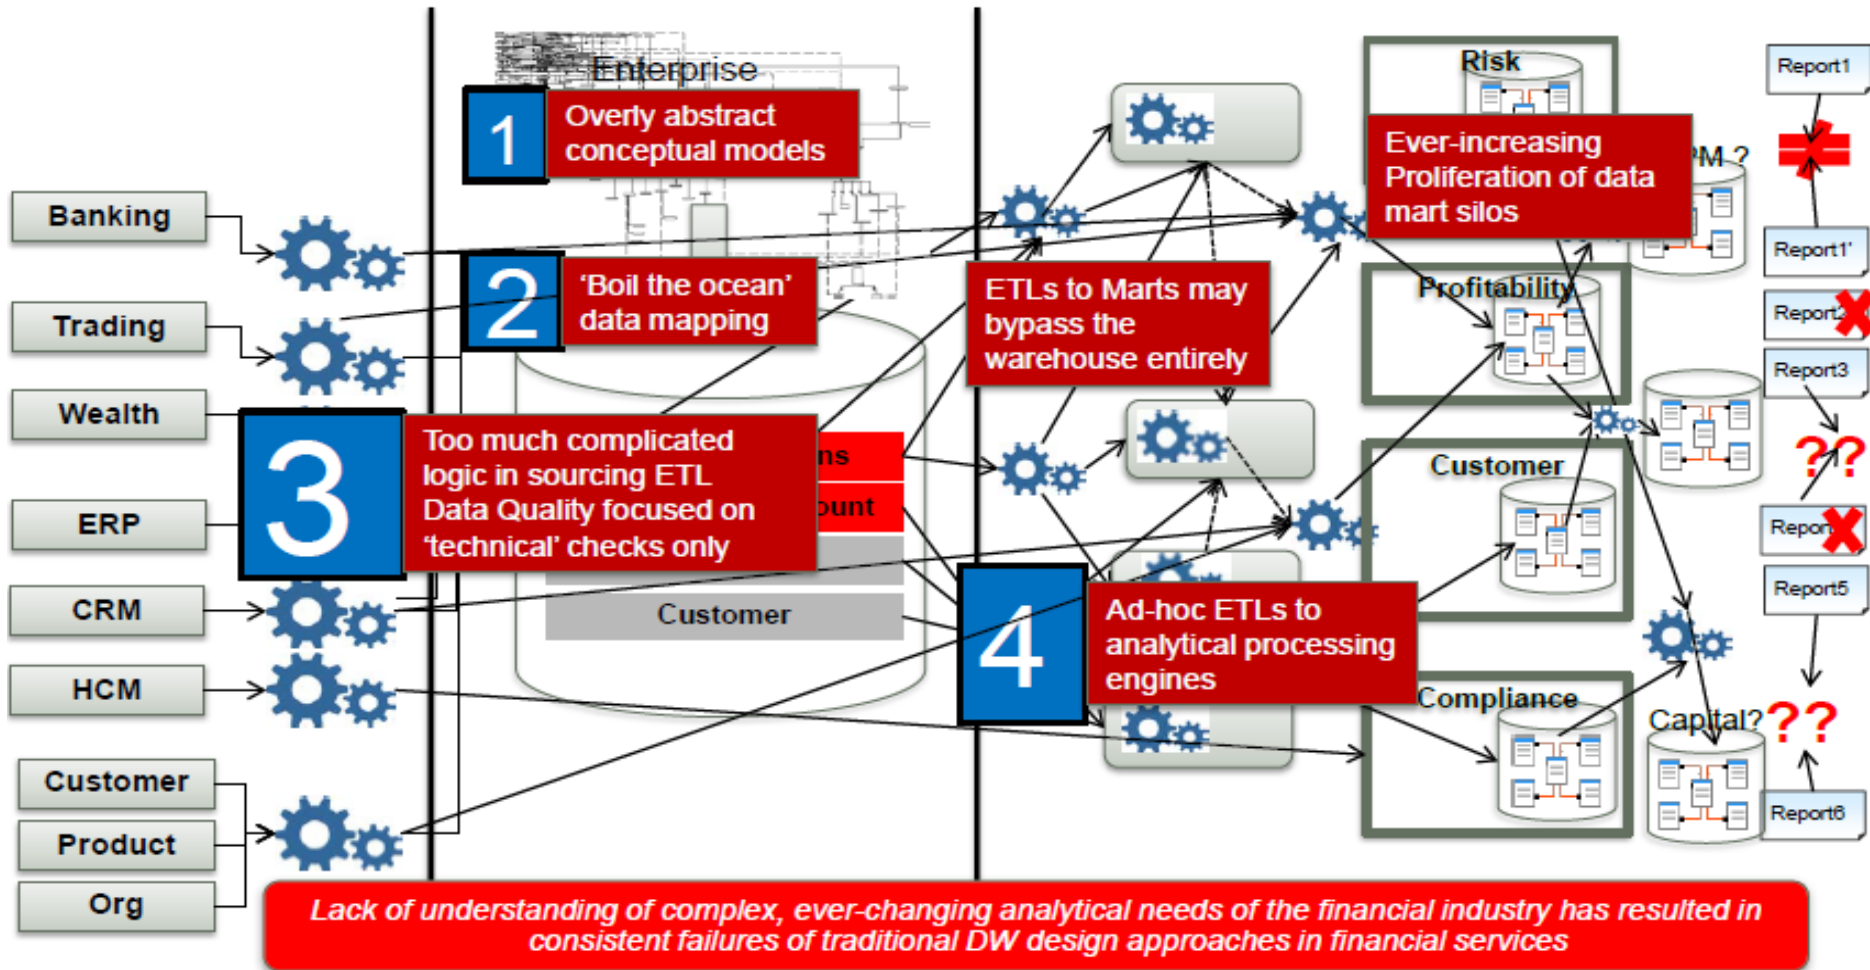 Enterprise
1
Overly abstract
conceptual models
2
‘Boil the ocean’
data mapping
3
Too much complicated
logic in sourcing ETL
Data Quality focused on
‘technical’ checks only
Banking
Trading
Wealth
ERP
CRM
HCM
Customer
Product
Org
Customer
ETLs to Marts may
bypass the
warehouse entirely
4
Ad-hoc ETLs to
analytical processing
engines
Risk
Ever-increasing
Proliferation of data
mart silos
Profitability
Customer
Compliance
Capital?
Report1
Report1'
Report3
??
Report5
??
Report6
Lack of understanding of complex, ever-changing analytical needs of the financial industry has resulted in
consistent failures of traditional DW design approaches in financial services